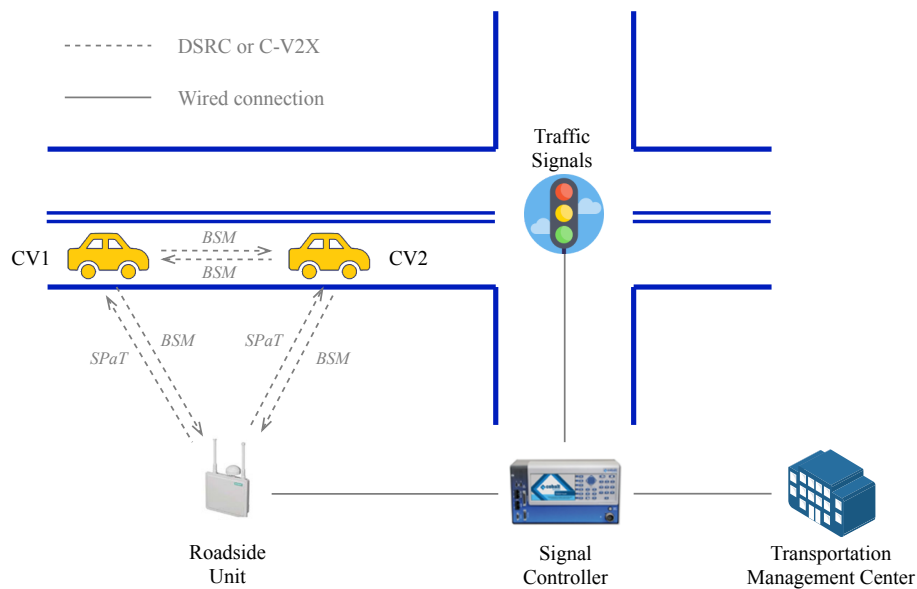 DSRC or C-V2X
Wired connection
Traffic
Signals
CV1
BSM
BSM
CV2
SPaT
BSM
SPaT
BSM
Roadside
Unit
Signal
Controller
Transportation
Management Center